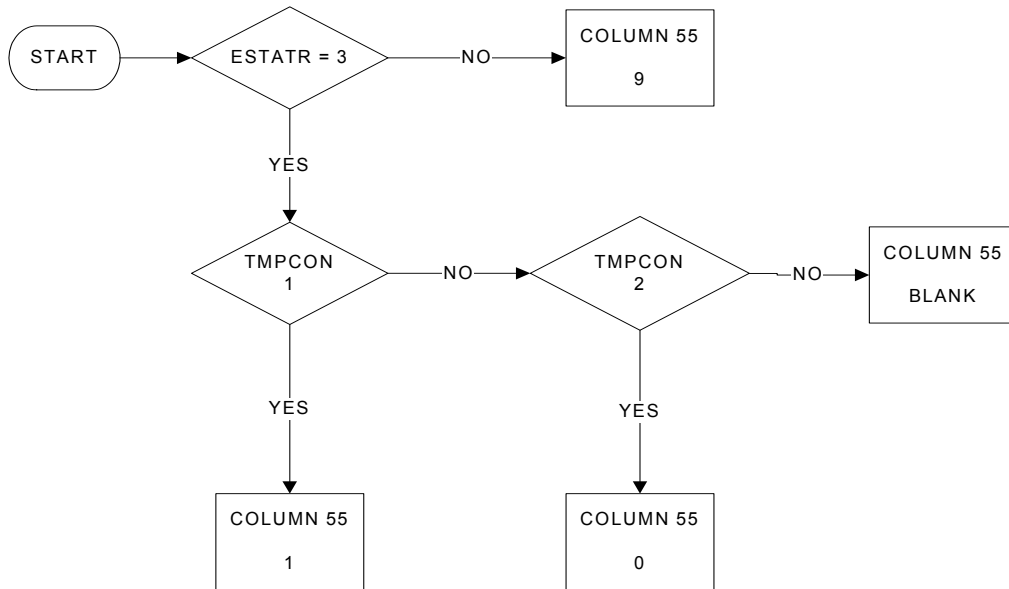 START
ESTATR = 3
NO
COLUMN 55
9
YES
TMPCON
1
NO
TMPCON
2
NO
COLUMN 55
BLANK
YES
YES
COLUMN 55
1
COLUMN 55
0